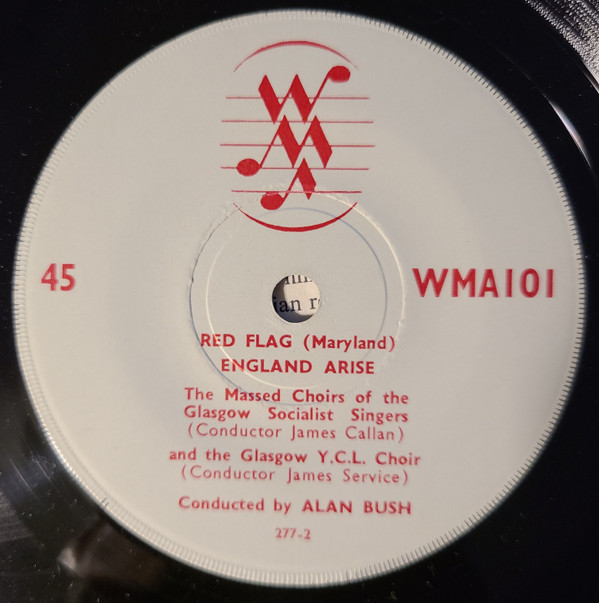 WMA
45
WMA101
RED FLAG (Maryland)
ENGLAND ARISE
The Massed Choirs of the
Glasgow Socialist Singers
(Conductor James Callan)
and the Glasgow Y.C.L. Choir
(Conductor James Service)
Conducted by ALAN BUSH
277-2